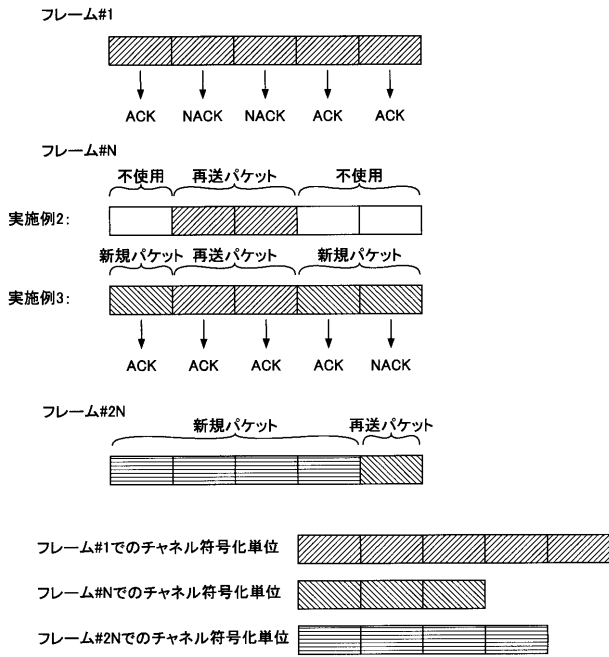 フレーム#1
ACK NACK NACK ACK ACK
フレーム#N
不使用 再送パケット 不使用
実施例2:
新規パケット 再送パケット 新規パケット
実施例3:
ACK ACK ACK ACK NACK
フレーム#2N
新規パケット 再送パケット
フレーム#1でのチャネル符号化単位
フレーム#Nでのチャネル符号化単位
フレーム#2Nでのチャネル符号化単位